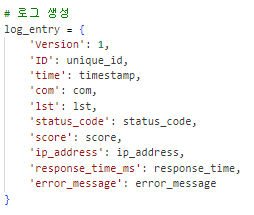 # 로그 생성
log_entry = {
    'Version': 1,
    'ID': unique_id,
    'time': timestamp,
    'com': com,
    'lst': lst,
    'status_code': status_code,
    'score': score,
    'ip_address': ip_address,
    'response_time_ms': response_time,
    'error_message': error_message
}